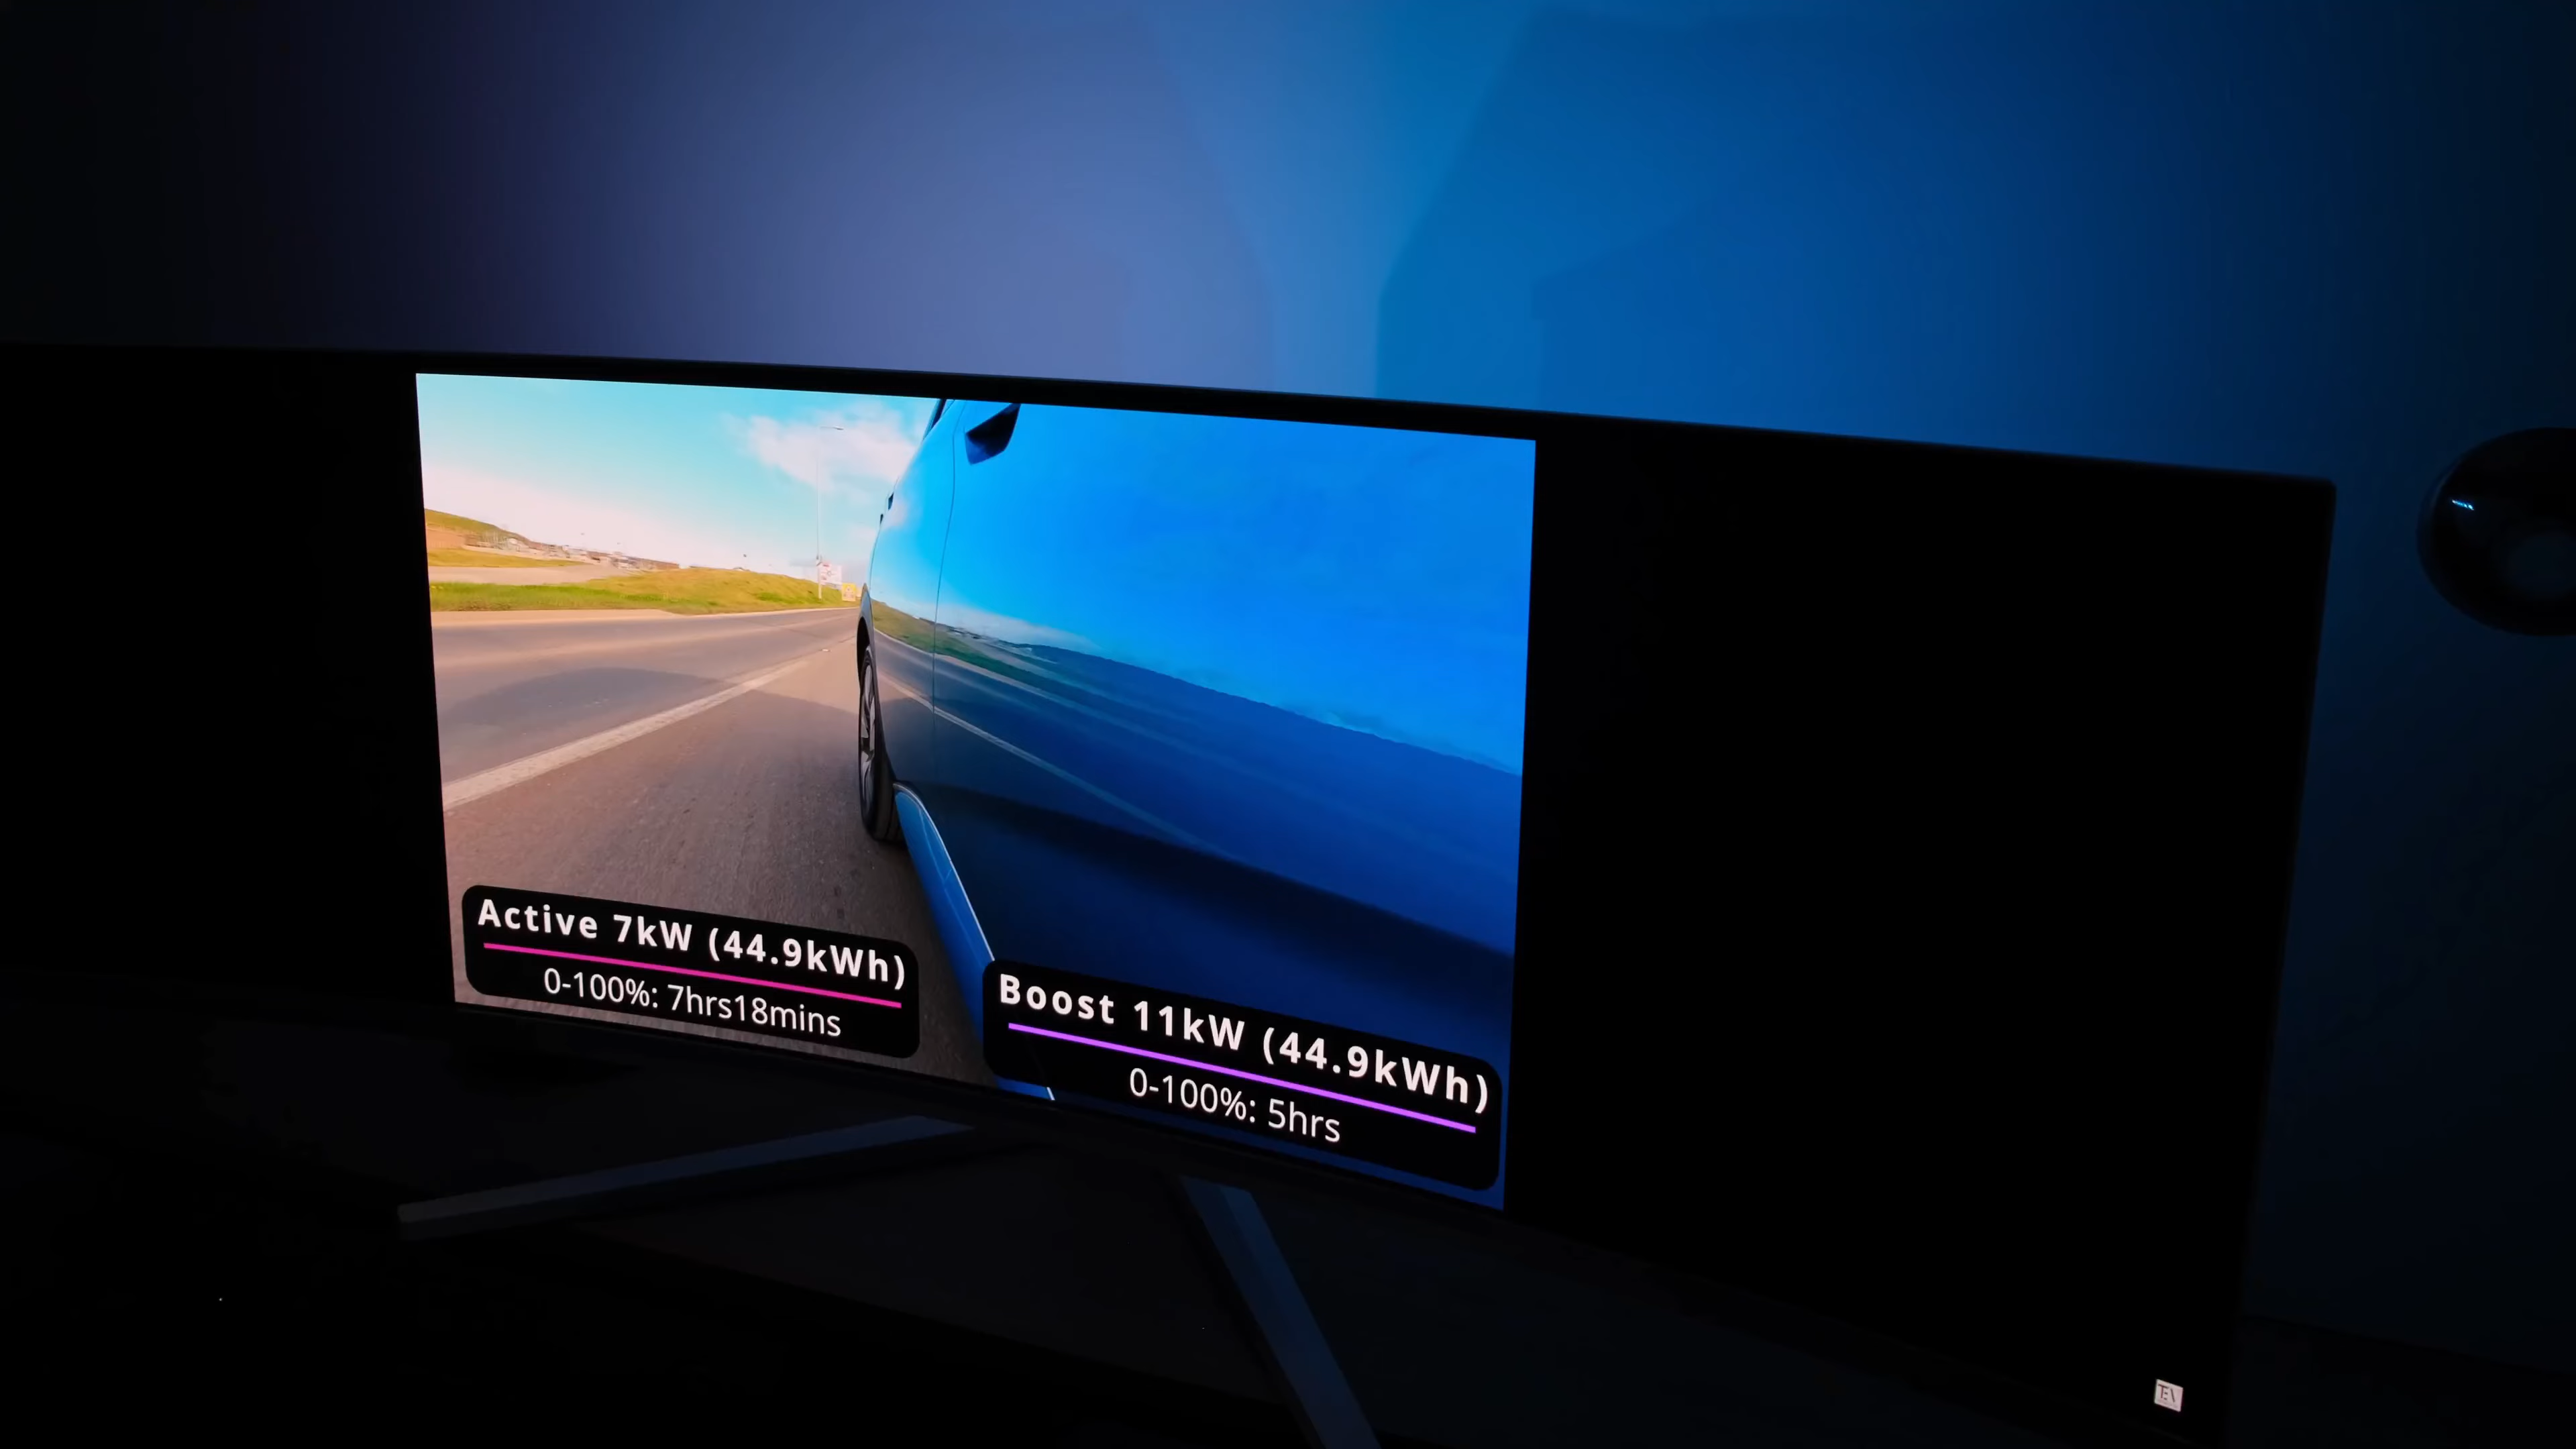 Active 7kW (44.9kWh)
0-100%: 7hrs18mins
Boost 11kW (44.9kWh)
0-100%: 5hrs